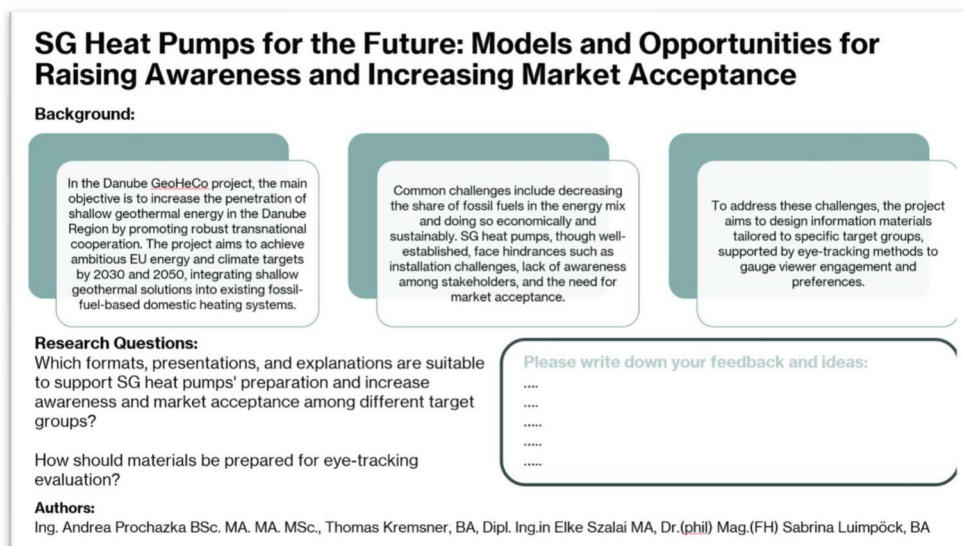 SG Heat Pumps for the Future: Models and Opportunities for
Raising Awareness and Increasing Market Acceptance
Background:
In the Danube GeoHeCo project, the main
objective is to increase the penetration of
shallow geothermal energy in the Danube
Region by promoting robust transnational
cooperation. The project aims to achieve
ambitious EU energy and climate targets
by 2030 and 2050, integrating shallow
geothermal solutions into existing fossil-
fuel-based domestic heating systems.
Common challenges include decreasing
the share of fossil fuels in the energy mix
and doing so economically and
sustainably. SG heat pumps, though well-
established, face hindrances such as
installation challenges, lack of awareness
among stakeholders, and the need for
market acceptance.
To address these challenges, the project
aims to design information materials
tailored to specific target groups,
supported by eye-tracking methods to
gauge viewer engagement and
preferences.
Research Questions:
Which formats, presentations, and explanations are suitable
to support SG heat pumps' preparation and increase
awareness and market acceptance among different target
groups?
How should materials be prepared for eye-tracking
evaluation?
Please write down your feedback and ideas:
....
....
.....
.....
.....
Authors:
Ing. Andrea Prochazka BSc. MA. MA. MSc., Thomas Kremsner, BA, Dipl. Ing.in Elke Szalai MA, Dr.(phil) Mag.(FH) Sabrina Luimpöck, BA